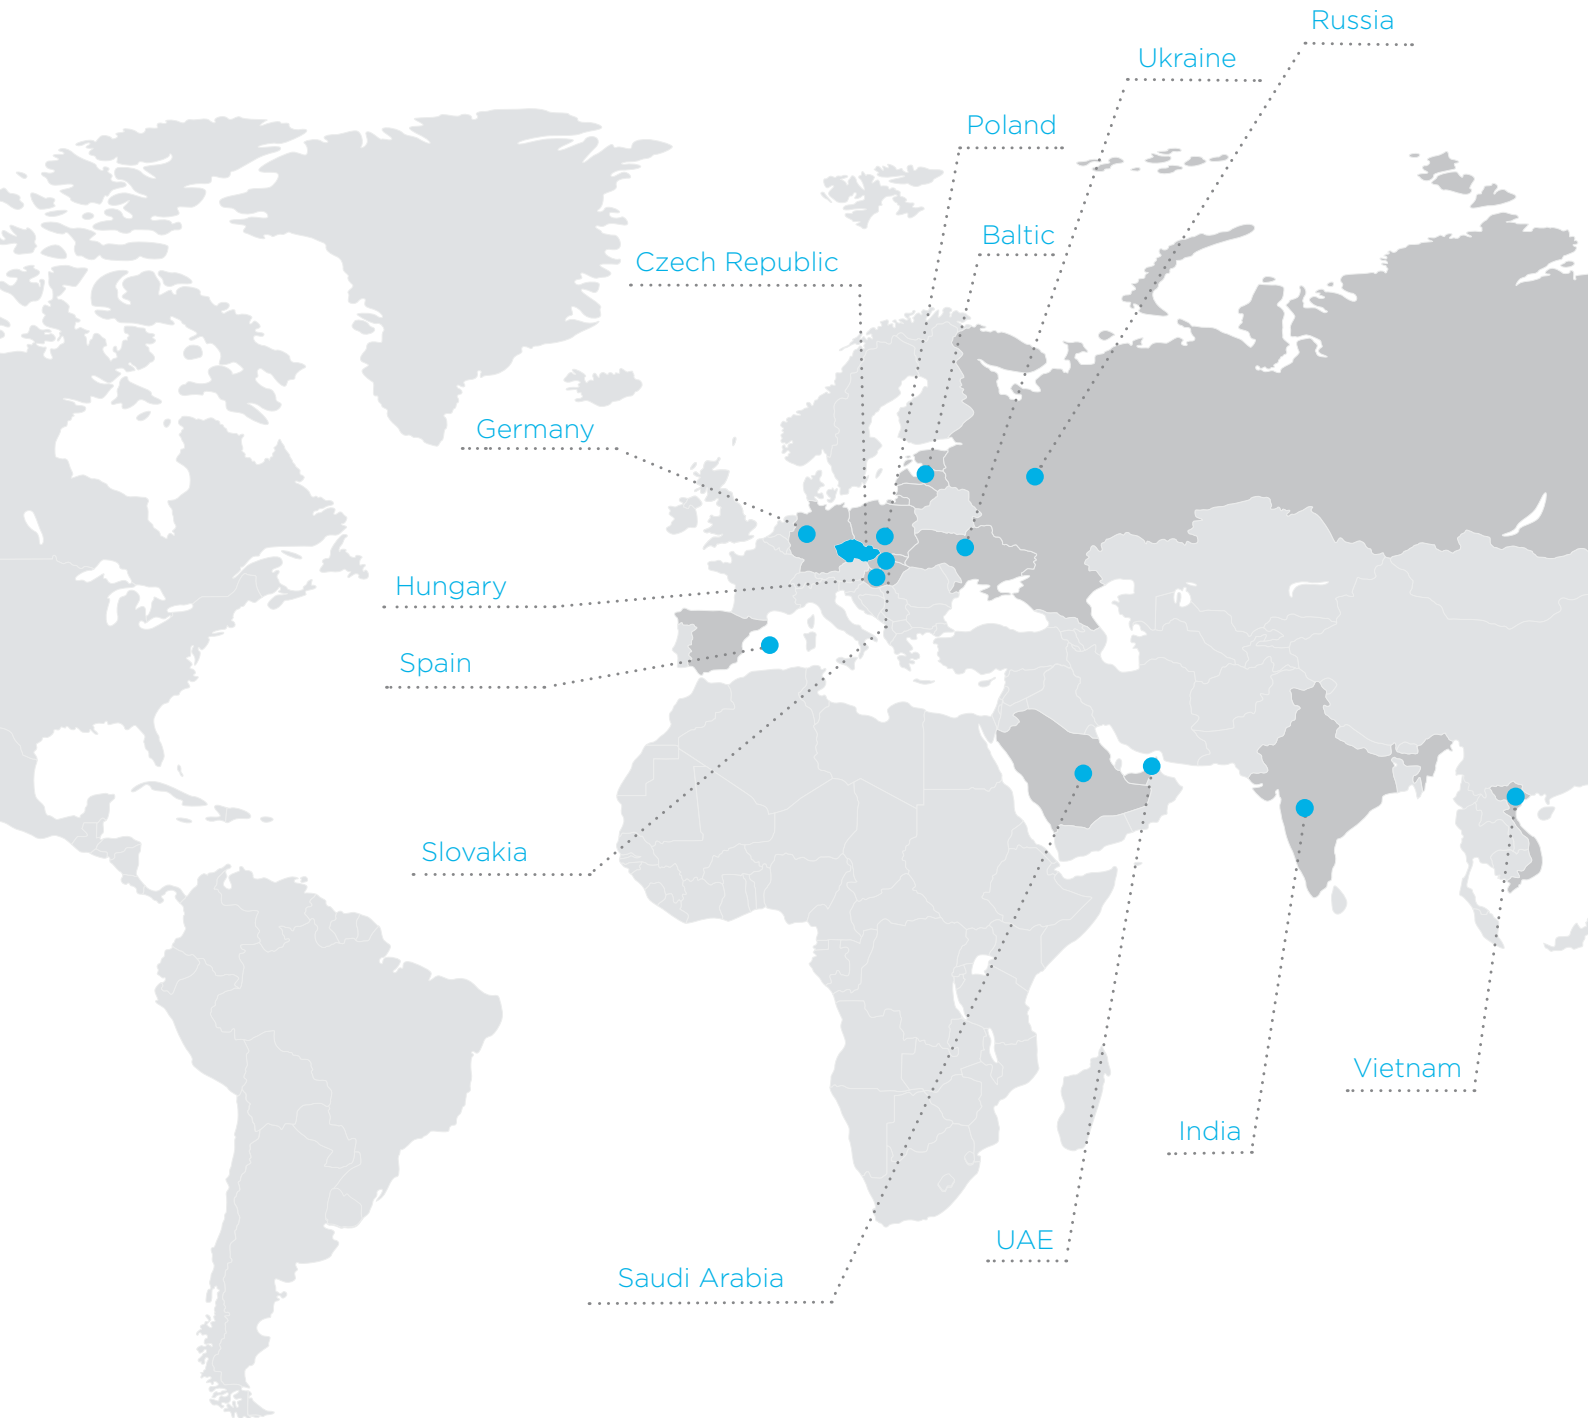 Russia
Ukraine
Poland
Baltic
Czech Republic
Germany
Hungary
Spain
Slovakia
Vietnam
India
UAE
Saudi Arabia